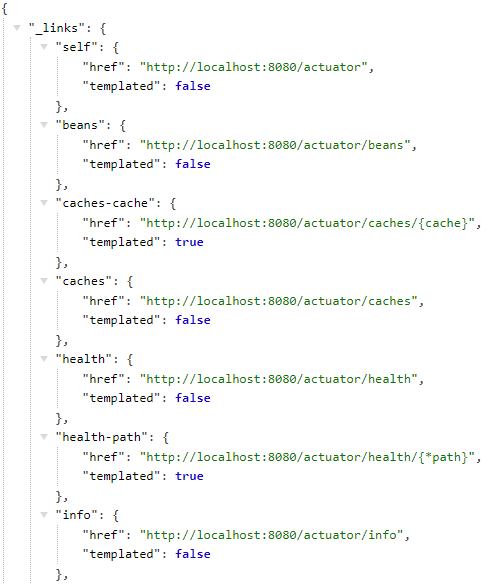 {
"_links": {
"self": {
"href": "http://localhost:8080/actuator",
"templated": false
},
"beans": {
"href": "http://localhost:8080/actuator/beans",
"templated": false
},
"caches-cache": {
"href": "http://localhost:8080/actuator/caches/{cache}",
"templated": true
},
"caches": {
"href": "http://localhost:8080/actuator/caches",
"templated": false
},
"health": {
"href": "http://localhost:8080/actuator/health",
"templated": false
},
"health-path": {
"href": "http://localhost:8080/actuator/health/{*path}",
"templated": true
},
"info": {
"href": "http://localhost:8080/actuator/info",
"templated": false
},